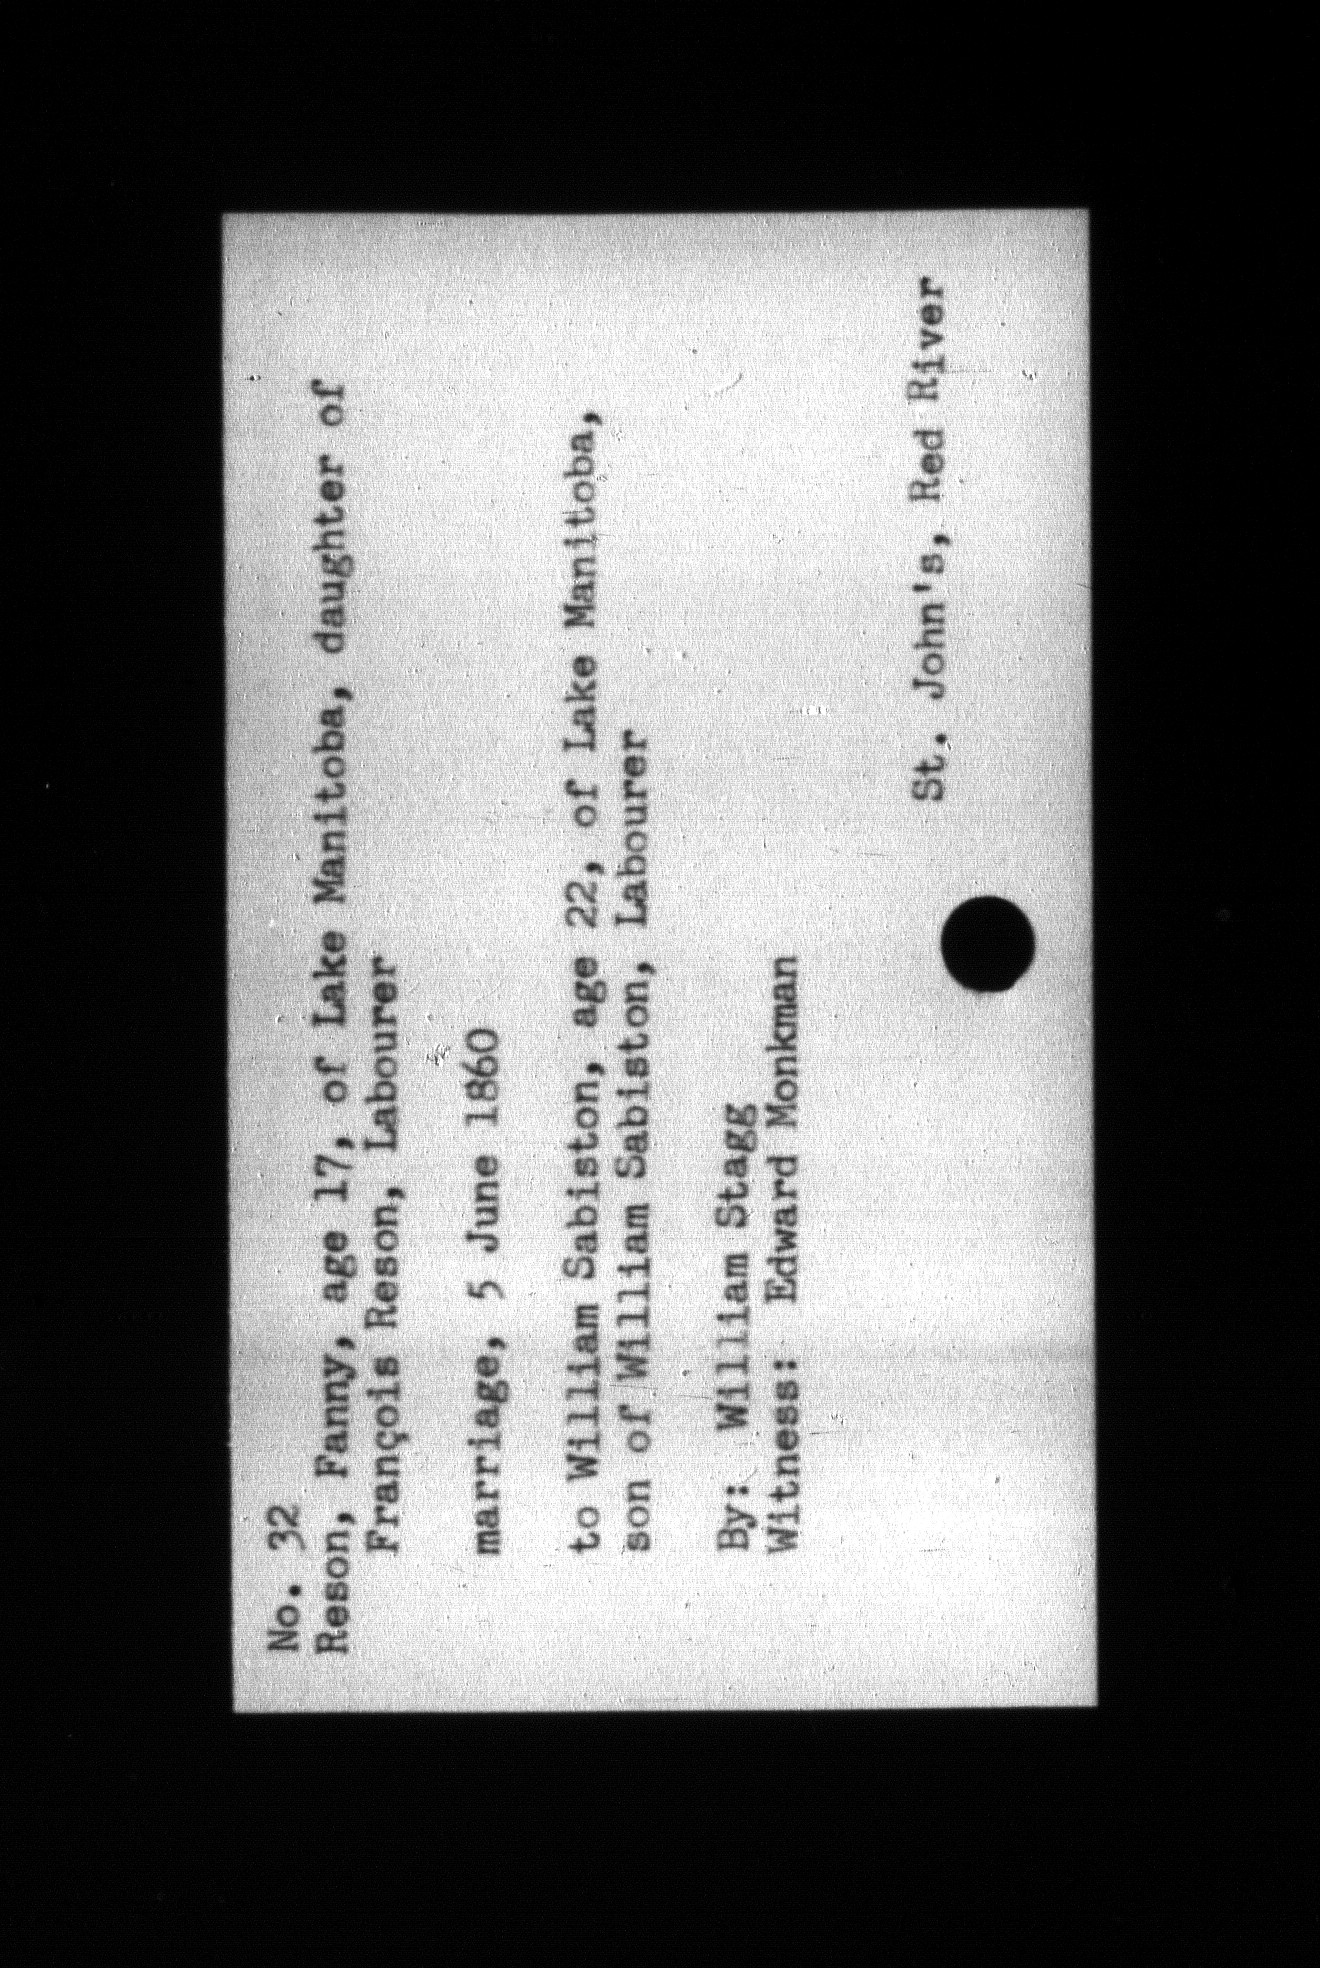 No. 32
Reson, Fanny, age 17, of Lake Manitoba, daughter of
François Reson, Labourer
marriage, 5 June 1860
to William Sabiston, age 22, of Lake Manitoba,
son of William Sabiston, Labourer
By: William Stagg
Witness: Edward Monkman
St. John's, Red River